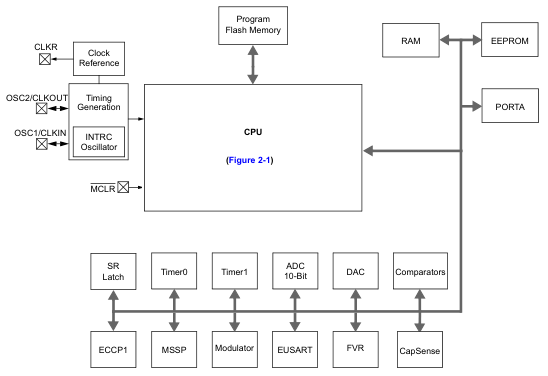 Program
Flash Memory
CLKR
Clock
Reference
RAM
EEPROM
OSC2/CLKOUT
Timing
Generation
PORTA
OSC1/CLKIN
INTRC
Oscillator
CPU
(Figure 2-1)
MCLR
SR
Latch
Timer0
Timer1
ADC
10-Bit
DAC
Comparators
ECCP1
MSSP
Modulator
EUSART
FVR
CapSense